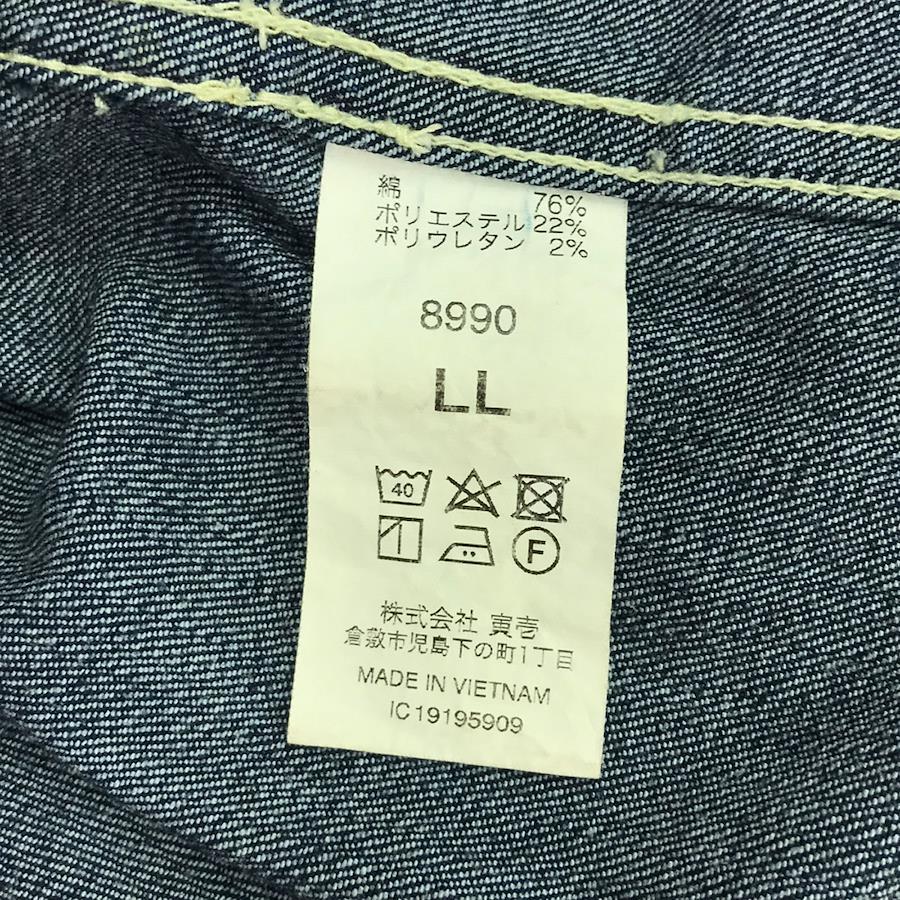 綿 76%
ポリエステル 22%
ポリウレタン 2%
8990
LL
40
F
株式会社 寅壱
倉敷市児島下の町1丁目
MADE IN VIETNAM
IC19195909